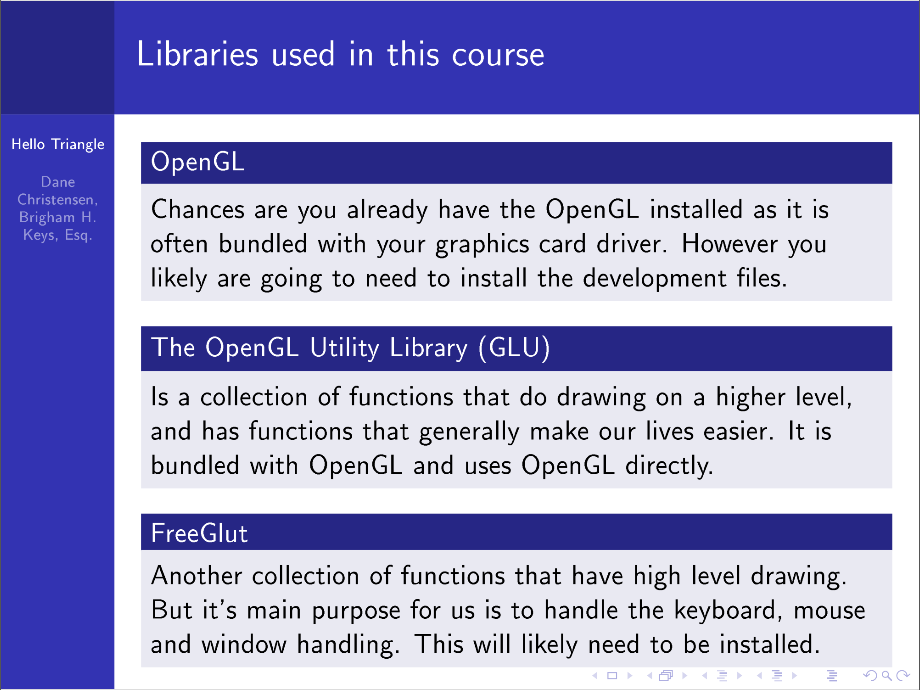 Libraries used in this course
Hello Triangle
Dane
Christensen,
Brigham H.
Keys, Esq.
OpenGL
Chances are you already have the OpenGL installed as it is
often bundled with your graphics card driver. However you
likely are going to need to install the development files.
The OpenGL Utility Library (GLU)
Is a collection of functions that do drawing on a higher level,
and has functions that generally make our lives easier. It is
bundled with OpenGL and uses OpenGL directly.
FreeGlut
Another collection of functions that have high level drawing.
But it's main purpose for us is to handle the keyboard, mouse
and window handling. This will likely need to be installed.